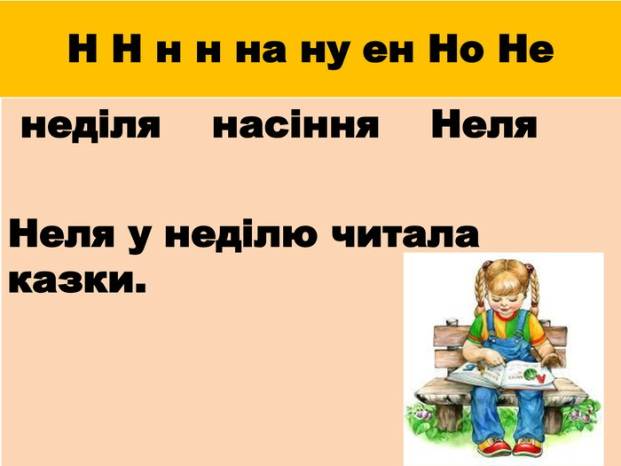 Н Н н н на ну ен Но Не
неділя насіння Неля
Неля у неділю читала
казки.